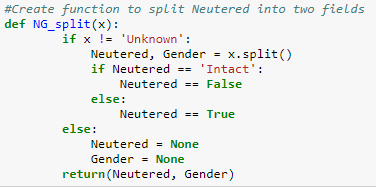 #Create function to split Neutered into two fields
def NG_split(x):
        if x != 'Unknown':
            Neutered, Gender = x.split()
            if Neutered == 'Intact':
                Neutered == False
            else:
                Neutered == True
        else:
            Neutered = None
            Gender = None
        return(Neutered, Gender)